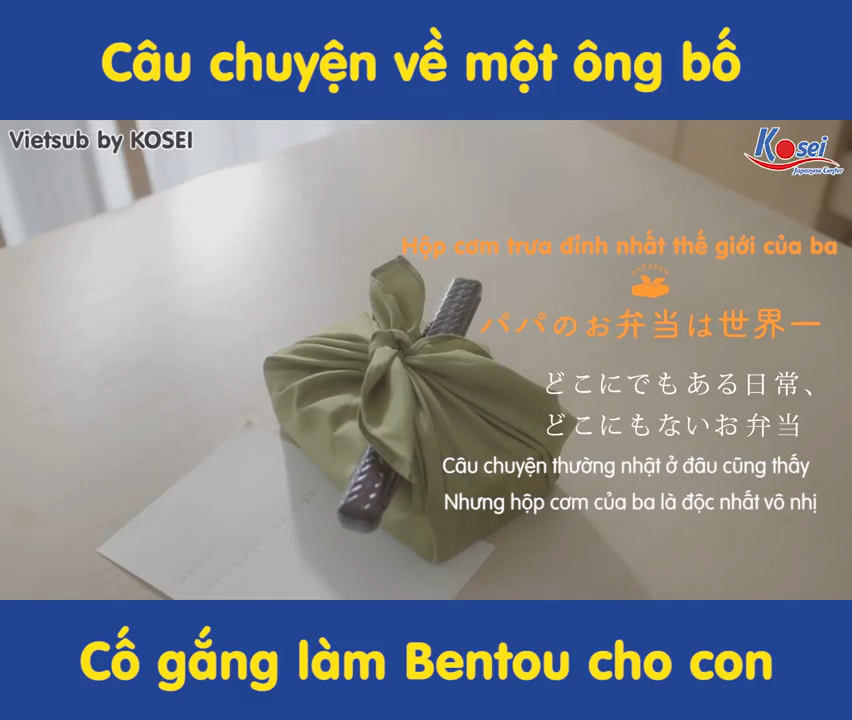 Câu chuyện về một ông bố
Vietsub by KOSEI
Kosei
Japanese Center
Hộp cơm trưa đỉnh nhất thế giới của ba
パパのお弁当は世界一
どこにでもある日常、
どこにもないお弁当
Câu chuyện thường nhật ở đâu cũng thấy
Nhưng hộp cơm của ba là độc nhất vô nhị
Cố gắng làm Bentou cho con